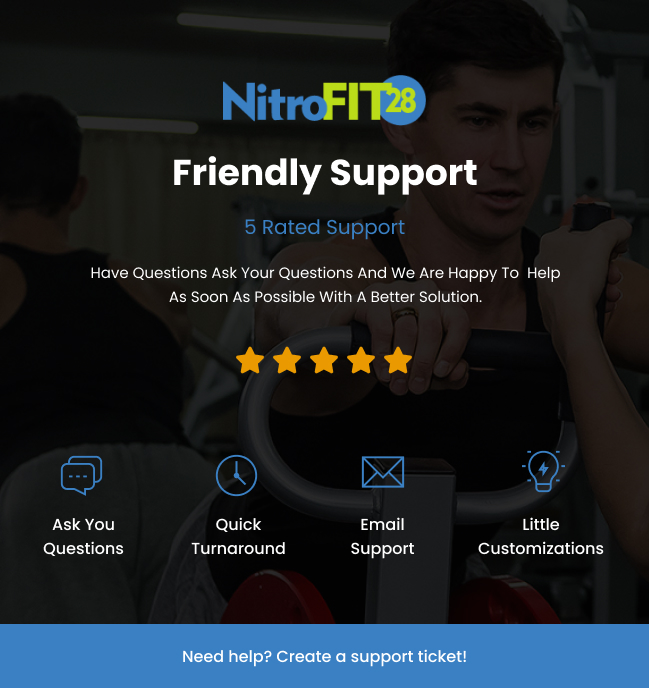 NitroFIT28
Friendly Support
5 Rated Support
Have Questions Ask Your Questions And We Are Happy To Help
As Soon As Possible With A Better Solution.
Ask You
Questions
Quick
Turnaround
Email
Support
Little
Customizations
Need help? Create a support ticket!